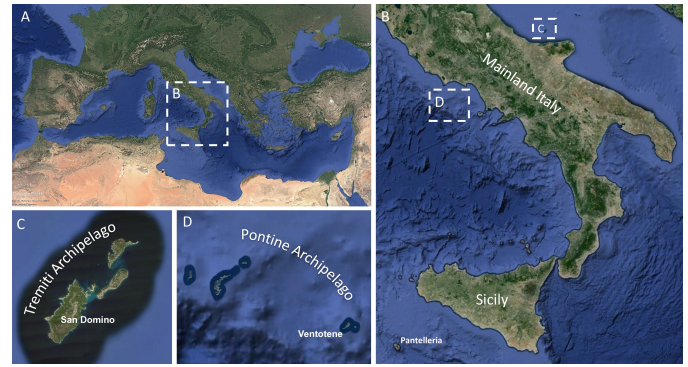 A
B
B
C
Mainland Italy
D
Sicily
Pantelleria
C
Tremiti Archipelago
San Domino
D
Pontine Archipelago
Ventotene